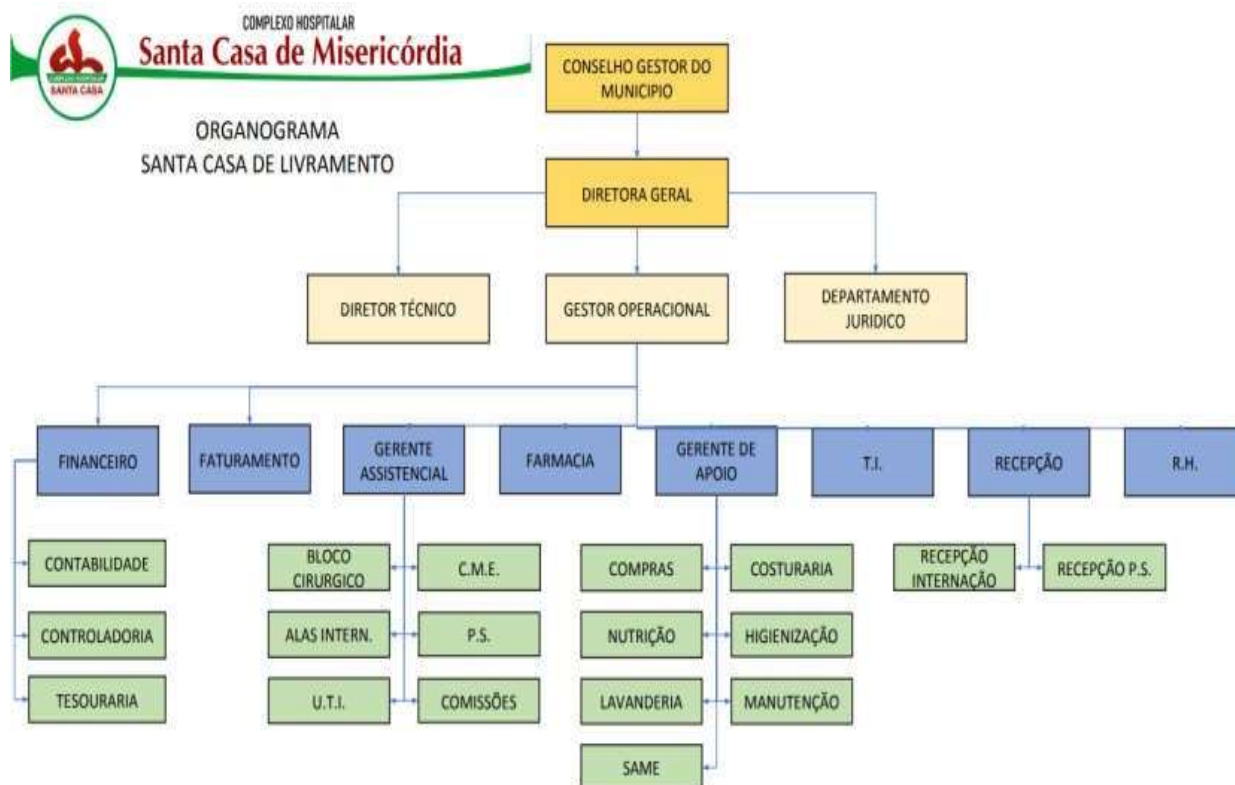 COMPLEXO HOSPITALAR
Santa Casa de Misericórdia
COMPLEXO HOSPITALAR
SANTA CASA
ORGANOGRAMA
SANTA CASA DE LIVRAMENTO
CONSELHO GESTOR DO
MUNICIPIO
DIRETORA GERAL
DIRETOR TÉCNICO
GESTOR OPERACIONAL
DEPARTAMENTO
JURIDICO
FINANCEIRO
FATURAMENTO
GERENTE
ASSISTENCIAL
FARMACIA
GERENTE DE
APOIO
T.I.
RECEPÇÃO
R.H.
CONTABILIDADE
CONTROLADORIA
TESOURARIA
BLOCO
CIRURGICO
C.M.E.
ALAS INTERN.
P.S.
U.T.I.
COMISSÕES
COMPRAS
COSTURARIA
NUTRIÇÃO
HIGIENIZAÇÃO
LAVANDERIA
MANUTENÇÃO
SAME
RECEPÇÃO
INTERNAÇÃO
RECEPÇÃO P.S.